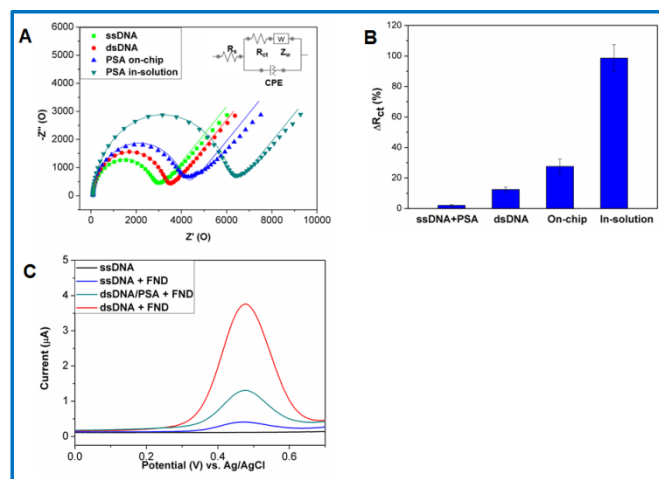 A
ssDNA
dsDNA
PSA on-chip
PSA in-solution
Rs
Rct
W
Zw
CPE
-Z'' (O)
5000
4000
3000
2000
1000
0
0 2000 4000 6000 8000 10000
Z' (O)
B
ΔRct (%)
120
100
80
60
40
20
0
ssDNA+PSA dsDNA On-chip In-solution
C
ssDNA
ssDNA + FND
dsDNA/PSA + FND
dsDNA + FND
Current (µA)
5
4
3
2
1
0
0.0 0.2 0.4 0.6
Potential (V) vs. Ag/AgCl